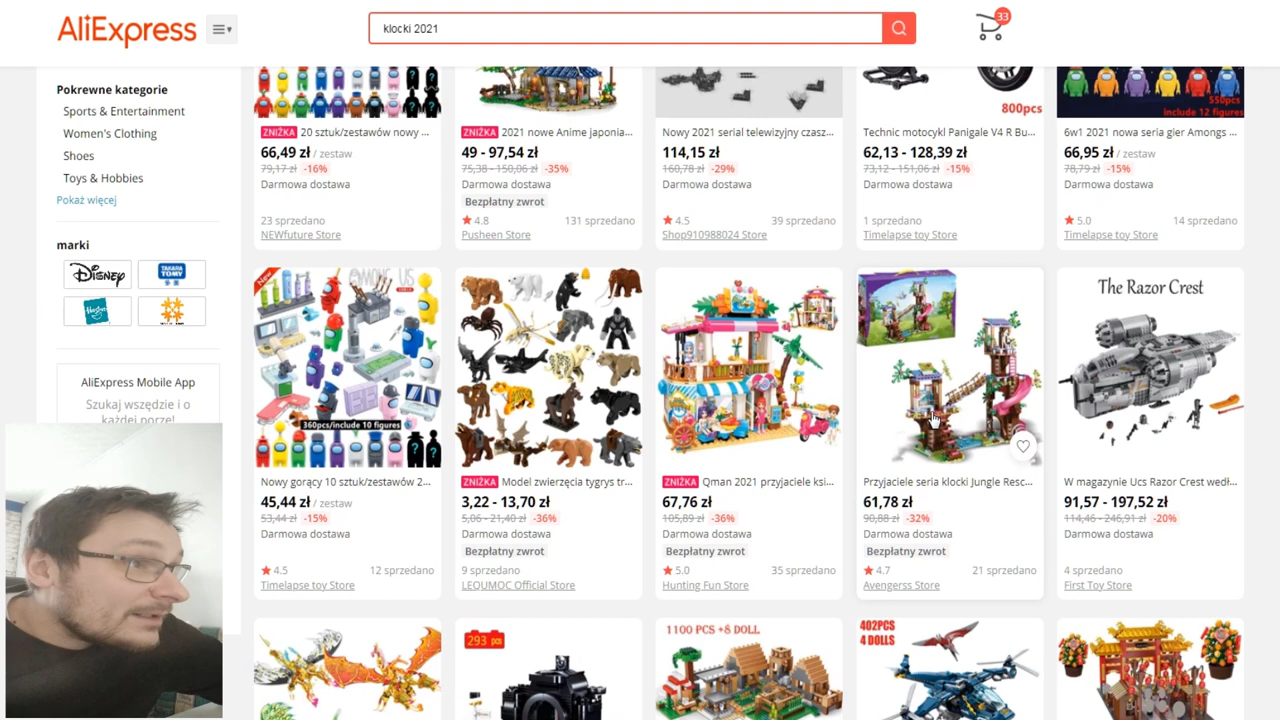 AliExpress
klocki 2021
33
Pokrewne kategorie
Sports & Entertainment
Women's Clothing
Shoes
Toys & Hobbies
Pokaż więcej
marki
Disney
TAKARA TOMY
Hasbro
AliExpress Mobile App
Szukaj wszędzie i o
każdej porze!
ZNIŻKA 20 sztuk/zestawów nowy ...
66,49 zł / zestaw
79,17 zł -16%
Darmowa dostawa
23 sprzedano
NEWfuture Store
ZNIŻKA 2021 nowe Anime japonia...
49 - 97,54 zł
75,38 - 150,06 zł -35%
Darmowa dostawa
Bezpłatny zwrot
4.8 131 sprzedano
Pusheen Store
Nowy 2021 serial telewizyjny czasz...
114,15 zł
160,78 zł -29%
Darmowa dostawa
4.5 39 sprzedano
Shop910988024 Store
800pcs
Technic motocykl Panigale V4 R Bu...
62,13 - 128,39 zł
73,12 - 151,06 zł -15%
Darmowa dostawa
1 sprzedano
Timelapse toy Store
550pcs
include 12 figures
6w1 2021 nowa seria gier Amongs ...
66,95 zł / zestaw
78,79 zł -15%
Darmowa dostawa
5.0 14 sprzedano
Timelapse toy Store
New
AMONG US
360pcs/include 10 figures
Nowy gorący 10 sztuk/zestawów 2...
45,44 zł / zestaw
53,44 zł -15%
Darmowa dostawa
4.5 12 sprzedano
Timelapse toy Store
ZNIŻKA Model zwierzęcia tygrys tr...
3,22 - 13,70 zł
5,06 - 21,40 zł -36%
Darmowa dostawa
Bezpłatny zwrot
9 sprzedano
LEQUMOC Official Store
ZNIŻKA Qman 2021 przyjaciele ksi...
67,76 zł
105,89 zł -36%
Darmowa dostawa
Bezpłatny zwrot
5.0 35 sprzedano
Hunting Fun Store
Przyjaciele seria klocki Jungle Resc...
61,78 zł
90,88 zł -32%
Darmowa dostawa
Bezpłatny zwrot
4.7 21 sprzedano
Avengerss Store
The Razor Crest
W magazynie Ucs Razor Crest wedł...
91,57 - 197,52 zł
114,46 - 246,91 zł -20%
Darmowa dostawa
4 sprzedano
First Toy Store
293 pcs
1100 PCS +8 DOLL
402PCS
4 DOLLS